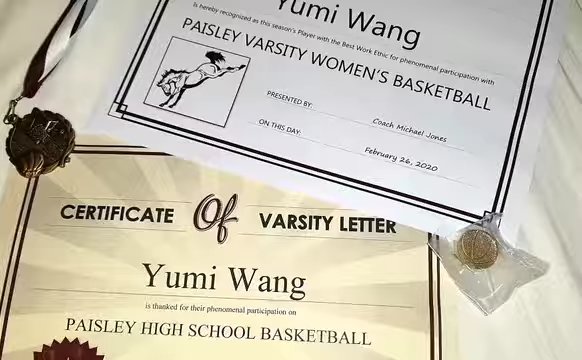 Yumi Wang
is hereby recognized as this season's Player with the Best Work Ethic for phenomenal participation with
PAISLEY VARSITY WOMEN'S BASKETBALL
PRESENTED BY:
Coach Michael Jones
ON THIS DAY:
February 26, 2020
CERTIFICATE Of VARSITY LETTER
Yumi Wang
is thanked for their phenomenal participation on
PAISLEY HIGH SCHOOL BASKETBALL